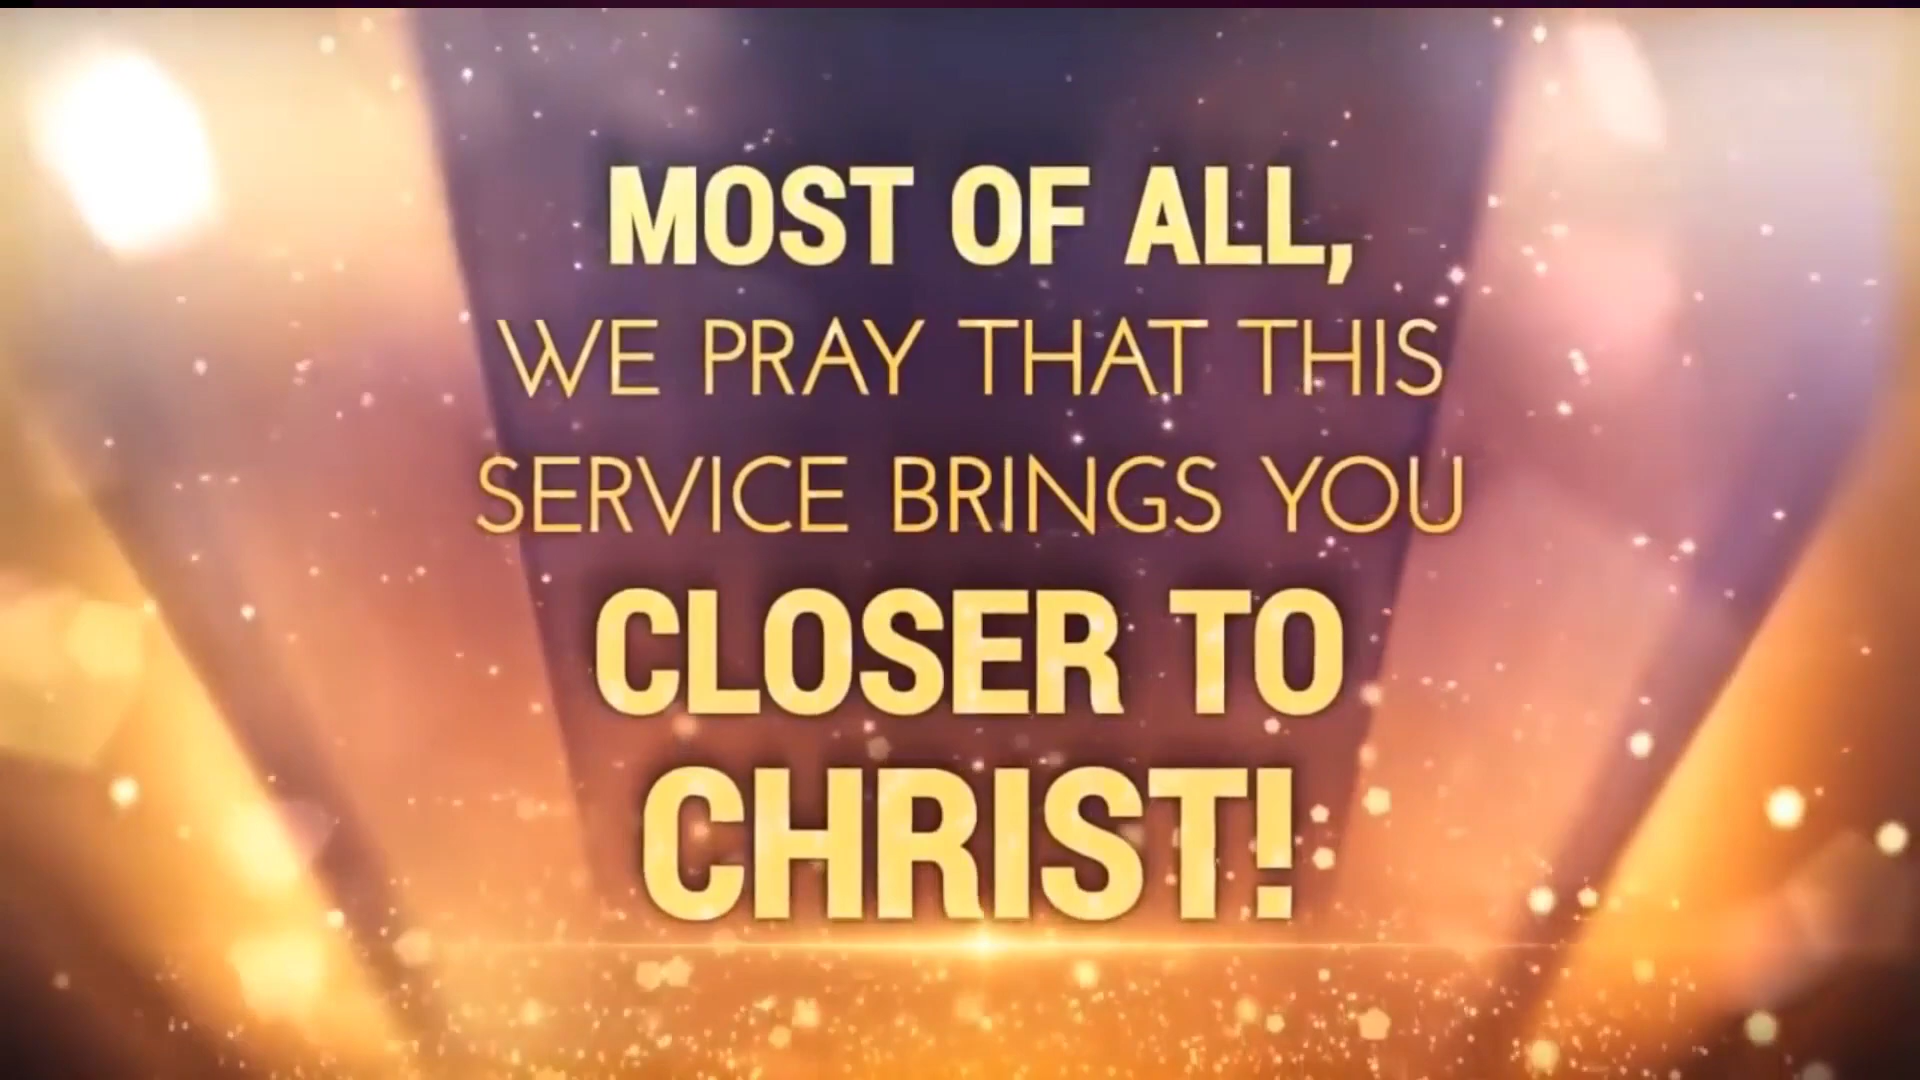 MOST OF ALL,
WE PRAY THAT THIS
SERVICE BRINGS YOU
CLOSER TO
CHRIST!